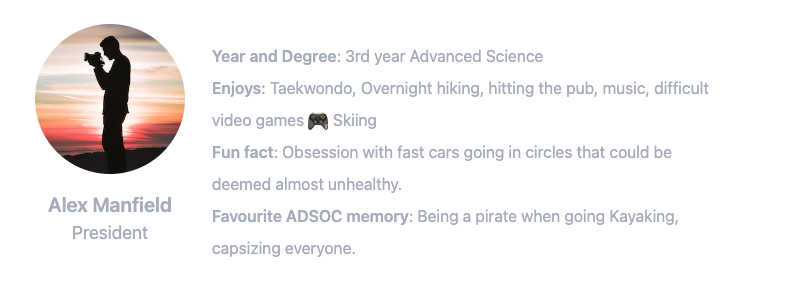 Year and Degree: 3rd year Advanced Science
Enjoys: Taekwondo, Overnight hiking, hitting the pub, music, difficult
video games 🎮 Skiing
Fun fact: Obsession with fast cars going in circles that could be
deemed almost unhealthy.
Favourite ADSOC memory: Being a pirate when going Kayaking,
capsizing everyone.
Alex Manfield
President